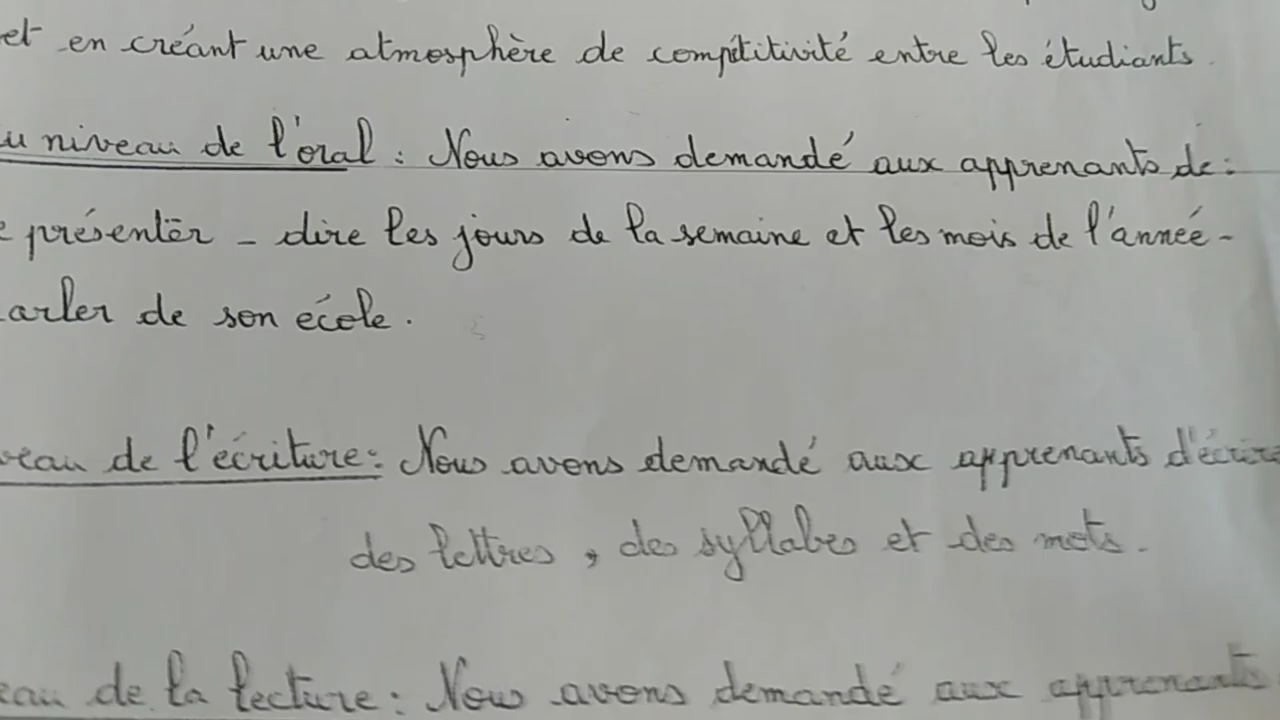 et en créant une atmosphère de compétitivité entre les étudiants.
u niveau de l'oral : Nous avons demandé aux apprenants de :
e présenter - dire les jours de la semaine et les mois de l'année -
arler de son école.
veau de l'écriture : Nous avons demandé aux apprenants d'écrire
des lettres, des syllabes et des mots.
eau de la lecture : Nous avons demandé aux apprenants